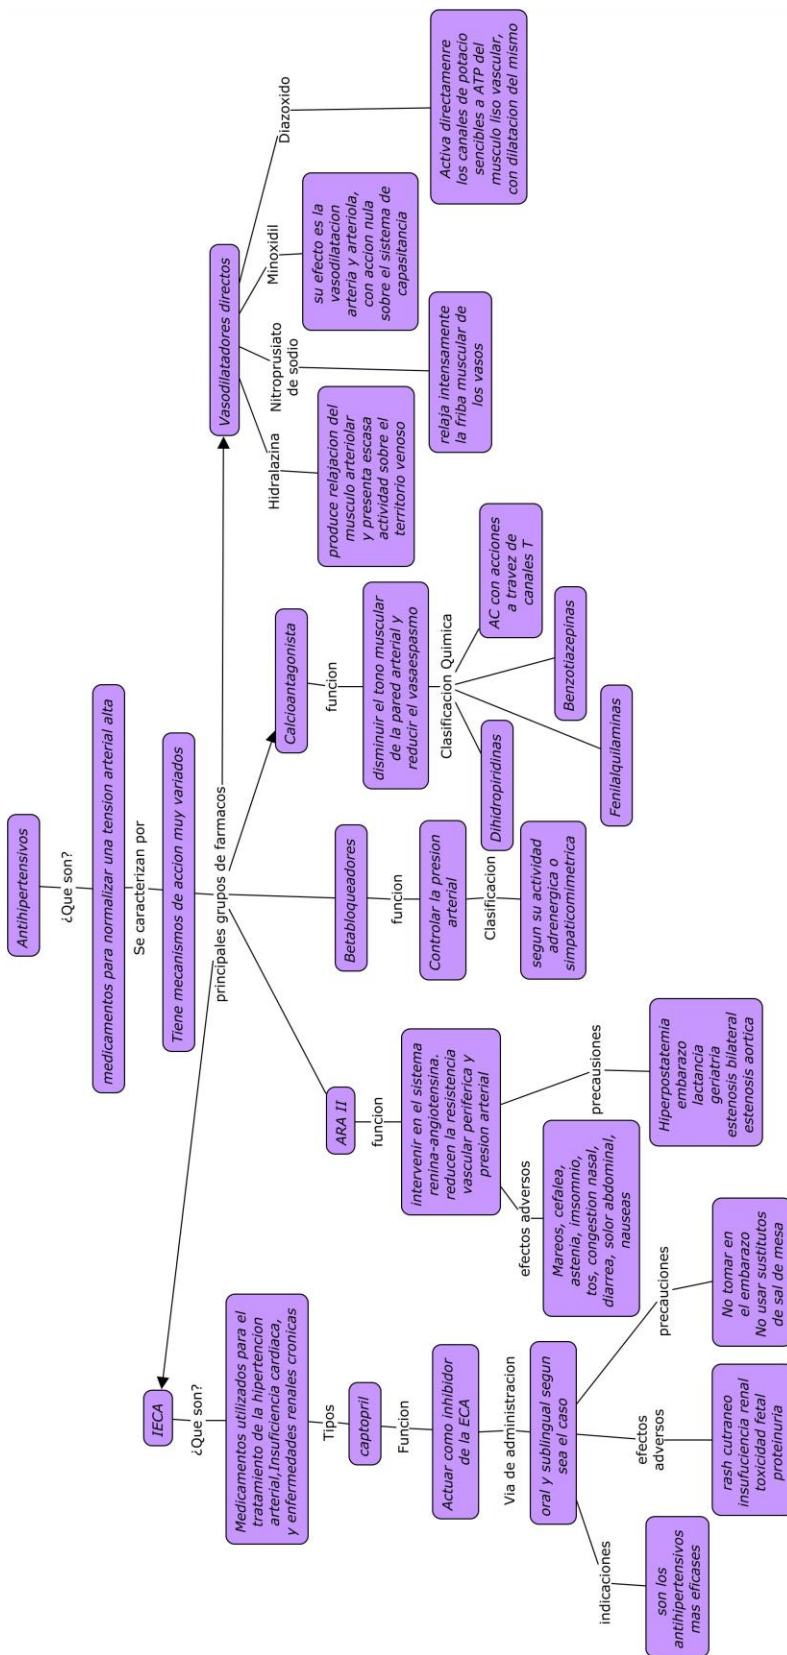 Antihipertensivos
¿Que son?
medicamentos para normalizar una tension arterial alta
Se caracterizan por
Tiene mecanismos de accion muy variados
principales grupos de farmacos
IECA
¿Que son?
Medicamentos utilizados para el
tratamiento de la hipertencion
arterial,Insuficiencia cardiaca,
y enfermedades renales cronicas
Tipos
captopril
Funcion
Actuar como inhibidor
de la ECA
Via de administracion
oral y sublingual segun
sea el caso
indicaciones
son los
antihipertensivos
mas eficases
efectos
adversos
rash cutraneo
insufuciencia renal
toxicidad fetal
proteinuria
precauciones
No tomar en
el embarazo
No usar sustitutos
de sal de mesa
ARA II
funcion
intervenir en el sistema
renina-angiotensina.
reducen la resistencia
vascular periferica y
presion arterial
efectos adversos
Mareos, cefalea,
astenia, imsomnio,
tos, congestion nasal,
diarrea, solor abdominal,
nauseas
precausiones
Hiperpostatemia
embarazo
lactancia
geriatria
estenosis bilateral
estenosis aortica
Betabloqueadores
funcion
Controlar la presion
arterial
Clasificacion
segun su actividad
adrenergica o
simpaticomimetrica
Calcioantagonista
funcion
disminuir el tono muscular
de la pared arterial y
reducir el vasaespasmo
Clasificacion Quimica
Dihidropiridinas
Fenilalquilaminas
Benzotiazepinas
AC con acciones
a travez de
canales T
Vasodilatadores directos
Hidralazina
produce relajacion del
musculo arteriolar
y presenta escasa
actividad sobre el
territorio venoso
Nitroprusiato
de sodio
relaja intensamente
la friba muscular de
los vasos
Minoxidil
su efecto es la
vasodilatacion
arteria y arteriola,
con accion nula
sobre el sistema de
capasitancia
Diazoxido
Activa directamenre
los canales de potacio
sencibles a ATP del
musculo liso vascular,
con dilatacion del mismo